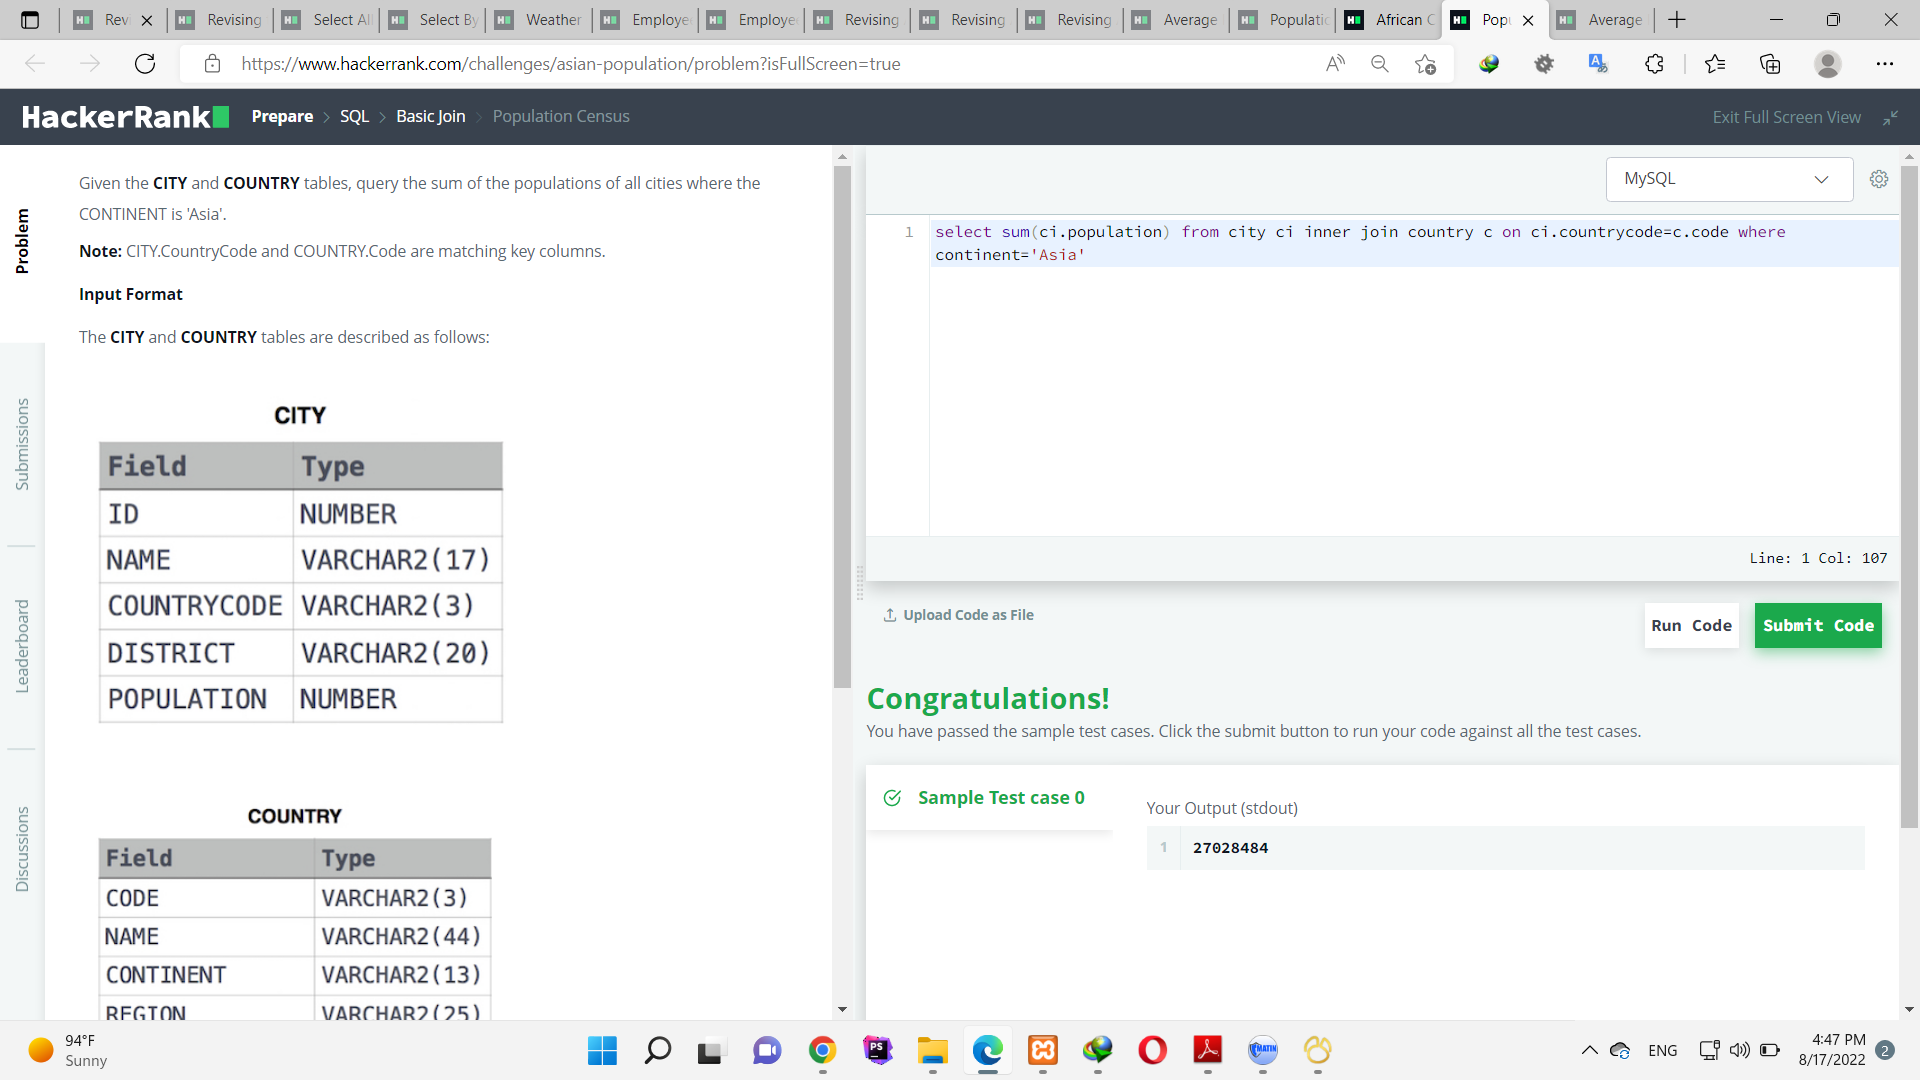 Rev
Revising
Select All
Select By
Weather
Employe
Employe
Revising
Revising
Revising
Average
Populatio
African C
Popu
Average
https://www.hackerrank.com/challenges/asian-population/problem?isFullScreen=true
HackerRank
Prepare > SQL > Basic Join > Population Census
Exit Full Screen View
Problem
Submissions
Leaderboard
Discussions
Given the CITY and COUNTRY tables, query the sum of the populations of all cities where the
CONTINENT is 'Asia'.
Note: CITY.CountryCode and COUNTRY.Code are matching key columns.
Input Format
The CITY and COUNTRY tables are described as follows:
CITY
Field Type
ID NUMBER
NAME VARCHAR2(17)
COUNTRYCODE VARCHAR2(3)
DISTRICT VARCHAR2(20)
POPULATION NUMBER
COUNTRY
Field Type
CODE VARCHAR2(3)
NAME VARCHAR2(44)
CONTINENT VARCHAR2(13)
REGION VARCHAR2(25)
MySQL
1 select sum(ci.population) from city ci inner join country c on ci.countrycode=c.code where
continent='Asia'
Line: 1 Col: 107
Upload Code as File
Run Code
Submit Code
Congratulations!
You have passed the sample test cases. Click the submit button to run your code against all the test cases.
Sample Test case 0
Your Output (stdout)
1 27028484
94°F
Sunny
PS
MATIN
ENG
4:47 PM
8/17/2022
2